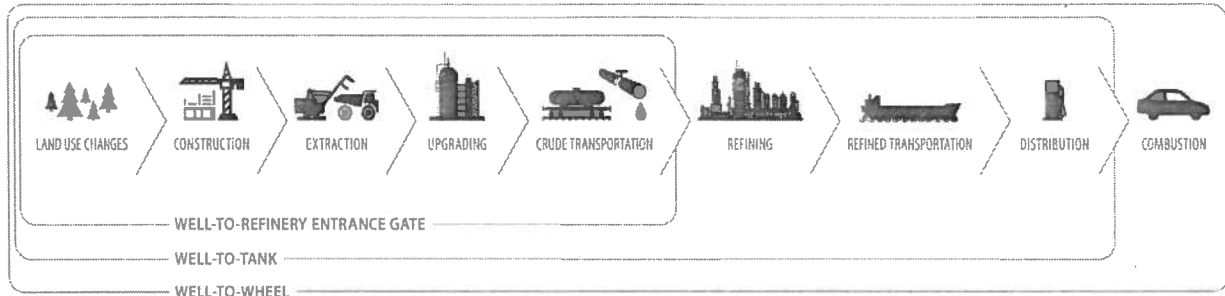 LAND USE CHANGES
CONSTRUCTION
EXTRACTION
UPGRADING
CRUDE TRANSPORTATION
REFINING
REFINED TRANSPORTATION
DISTRIBUTION
COMBUSTION
WELL-TO-REFINERY ENTRANCE GATE
WELL-TO-TANK
WELL-TO-WHEEL